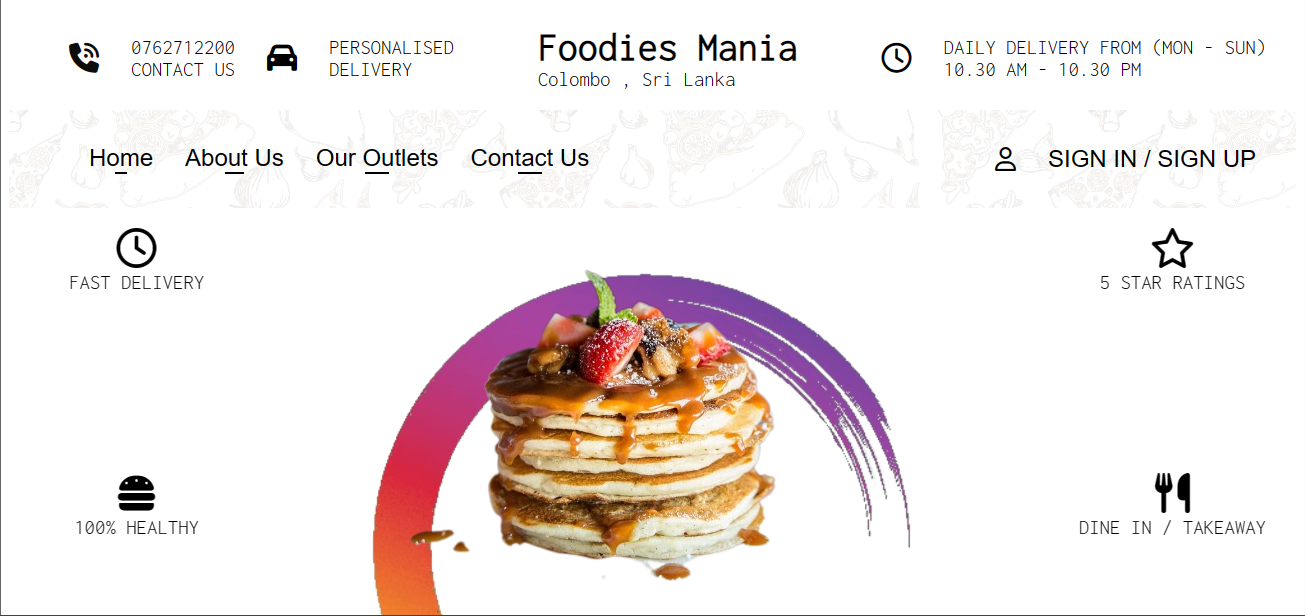 0762712200
CONTACT US
PERSONALISED
DELIVERY
Foodies Mania
Colombo , Sri Lanka
DAILY DELIVERY FROM (MON - SUN)
10.30 AM - 10.30 PM
Home About Us Our Outlets Contact Us
SIGN IN / SIGN UP
FAST DELIVERY
5 STAR RATINGS
100% HEALTHY
DINE IN / TAKEAWAY